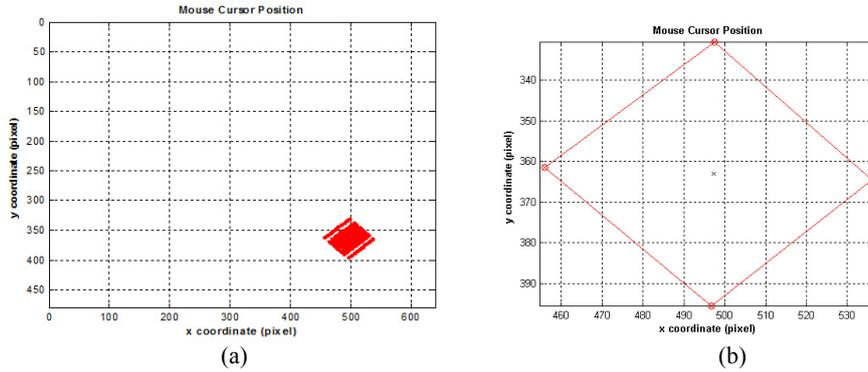 Mouse Cursor Position
0
50
100
150
200
250
300
350
400
450
y coordinate (pixel)
0 100 200 300 400 500 600
x coordinate (pixel)
(a)
Mouse Cursor Position
340
350
360
370
380
390
y coordinate (pixel)
460 470 480 490 500 510 520 530
x coordinate (pixel)
(b)